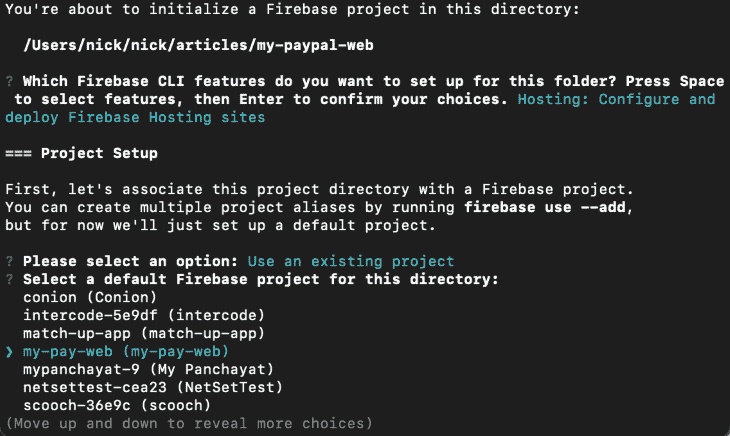 You're about to initialize a Firebase project in this directory:
/Users/nick/nick/articles/my-paypal-web
? Which Firebase CLI features do you want to set up for this folder? Press Space
to select features, then Enter to confirm your choices. Hosting: Configure and
deploy Firebase Hosting sites
=== Project Setup
First, let's associate this project directory with a Firebase project.
You can create multiple project aliases by running firebase use --add,
but for now we'll just set up a default project.
? Please select an option: Use an existing project
? Select a default Firebase project for this directory:
conion (Conion)
intercode-5e9df (intercode)
match-up-app (match-up-app)
❯ my-pay-web (my-pay-web)
mypanchayat-9 (My Panchayat)
netsettest-cea23 (NetSetTest)
scooch-36e9c (scooch)
(Move up and down to reveal more choices)